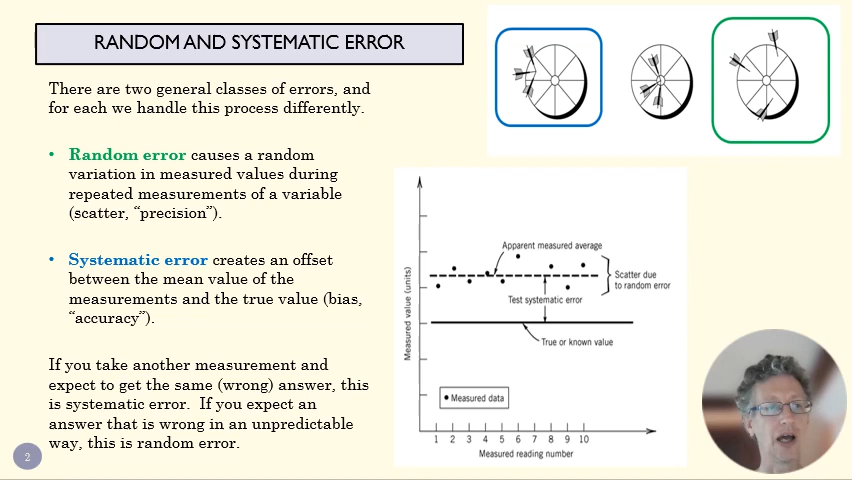 RANDOM AND SYSTEMATIC ERROR
There are two general classes of errors, and
for each we handle this process differently.
• Random error causes a random
variation in measured values during
repeated measurements of a variable
(scatter, “precision”).
• Systematic error creates an offset
between the mean value of the
measurements and the true value (bias,
“accuracy”).
If you take another measurement and
expect to get the same (wrong) answer, this
is systematic error. If you expect an
answer that is wrong in an unpredictable
way, this is random error.
2
Apparent measured average
Scatter due
to random error
Test systematic error
True or known value
Measured value (units)
• Measured data
1 2 3 4 5 6 7 8 9 10
Measured reading number